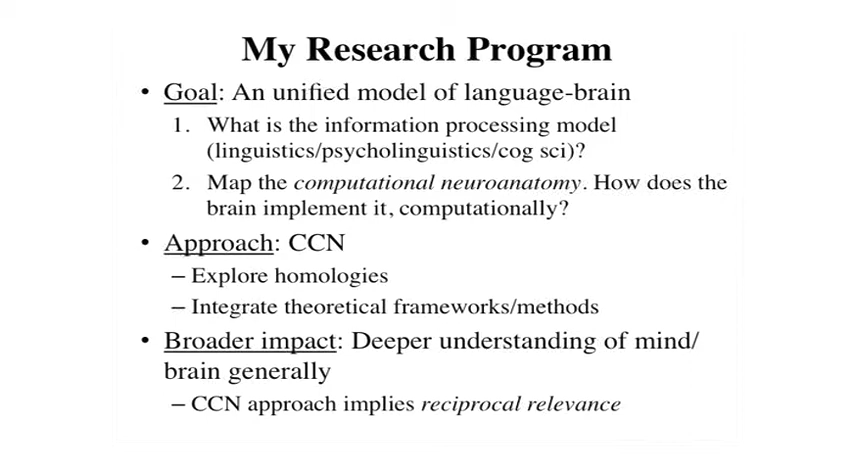 My Research Program
• Goal: An unified model of language-brain
1. What is the information processing model
(linguistics/psycholinguistics/cog sci)?
2. Map the computational neuroanatomy. How does the
brain implement it, computationally?
• Approach: CCN
– Explore homologies
– Integrate theoretical frameworks/methods
• Broader impact: Deeper understanding of mind/
brain generally
– CCN approach implies reciprocal relevance